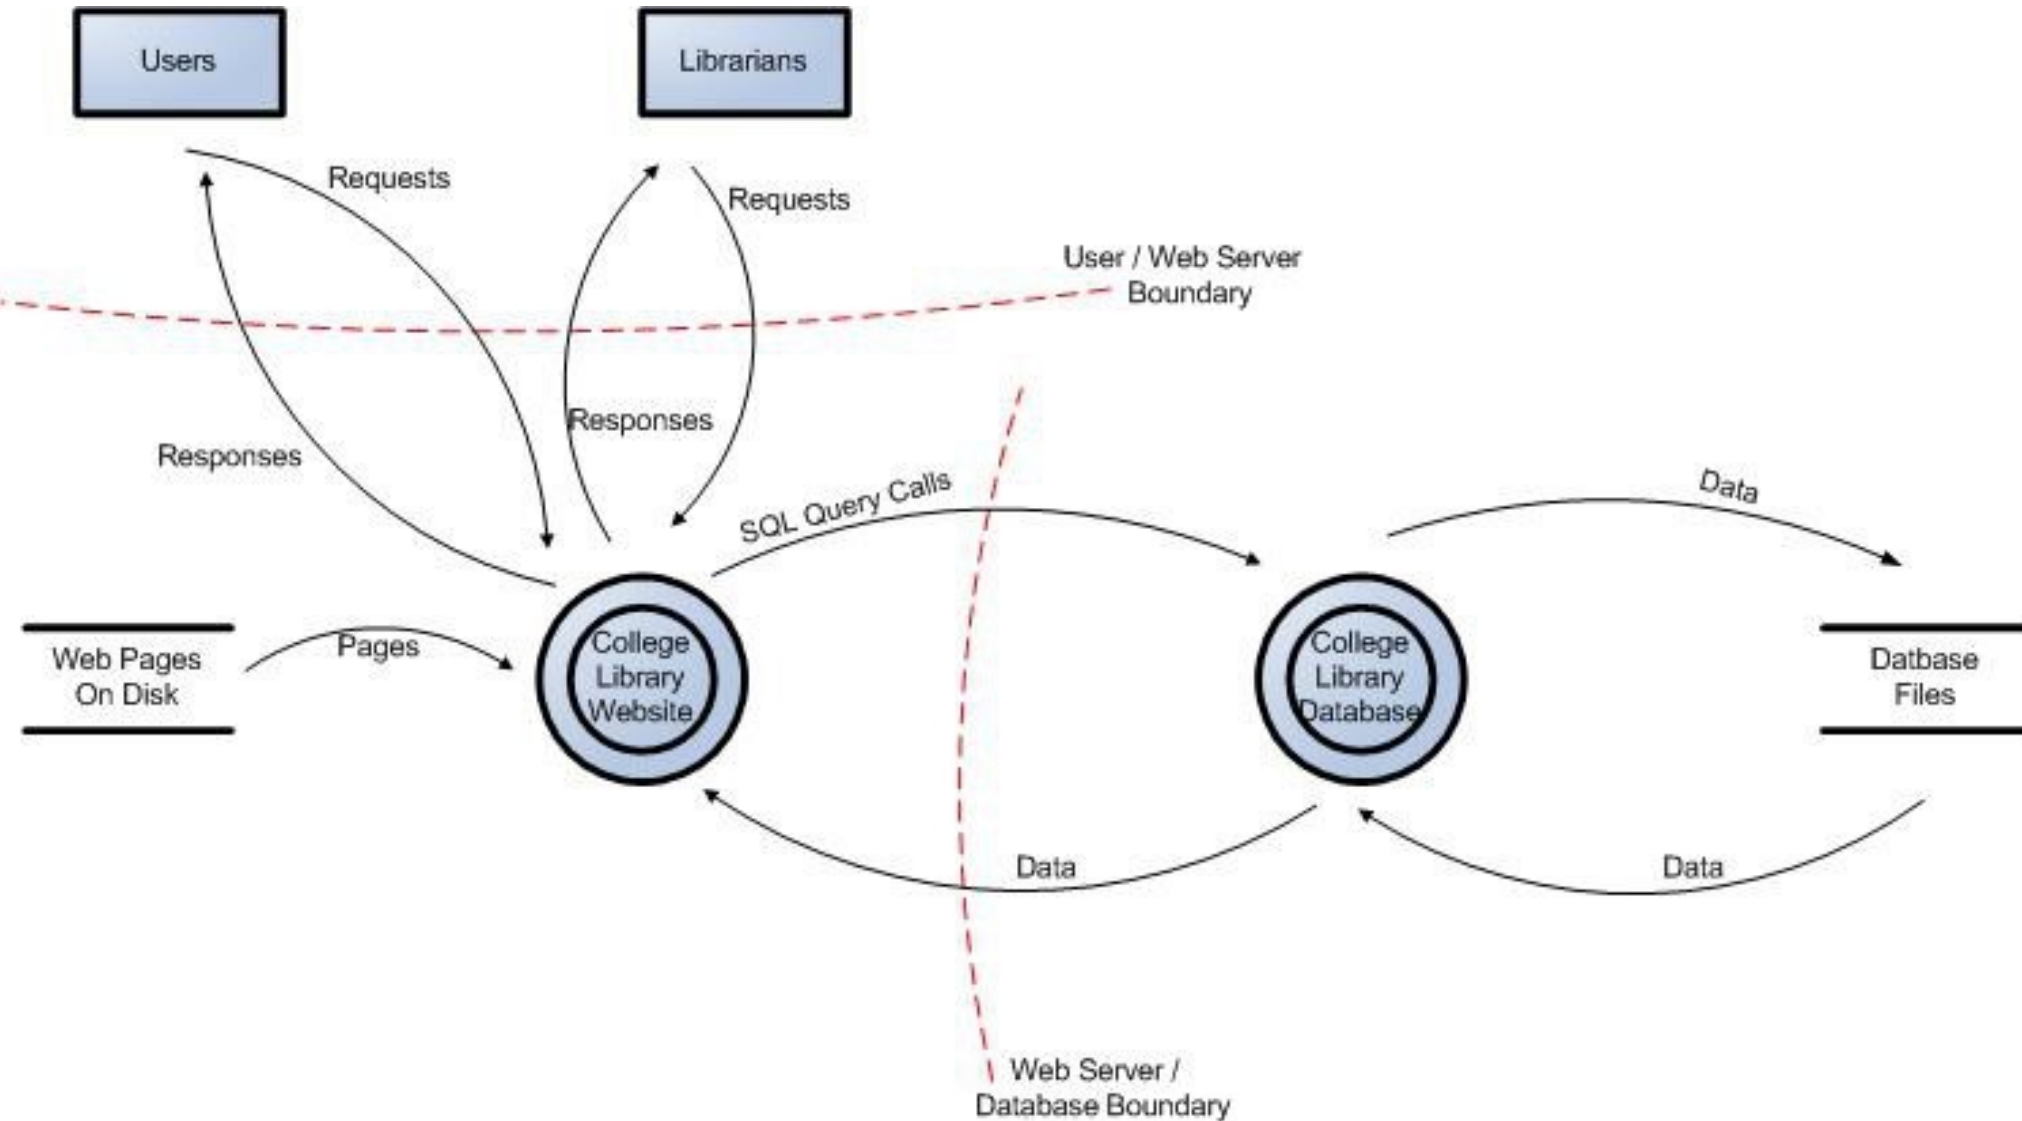 Users
Librarians
Requests
Requests
User / Web Server
Boundary
Responses
Responses
SQL Query Calls
Data
Web Pages
On Disk
Pages
College
Library
Website
College
Library
Database
Datbase
Files
Data
Data
Web Server /
Database Boundary